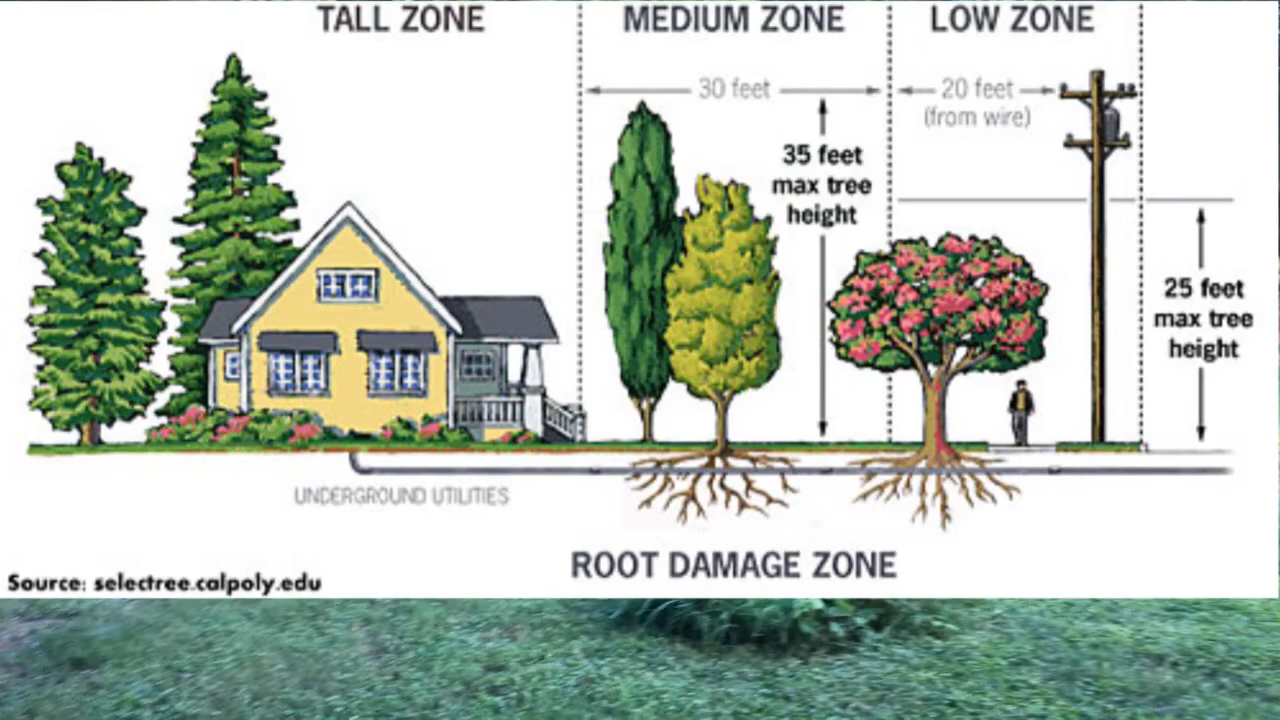 TALL ZONE
MEDIUM ZONE
LOW ZONE
30 feet
20 feet
(from wire)
35 feet
max tree
height
25 feet
max tree
height
UNDERGROUND UTILITIES
ROOT DAMAGE ZONE
Source: selectree.calpoly.edu